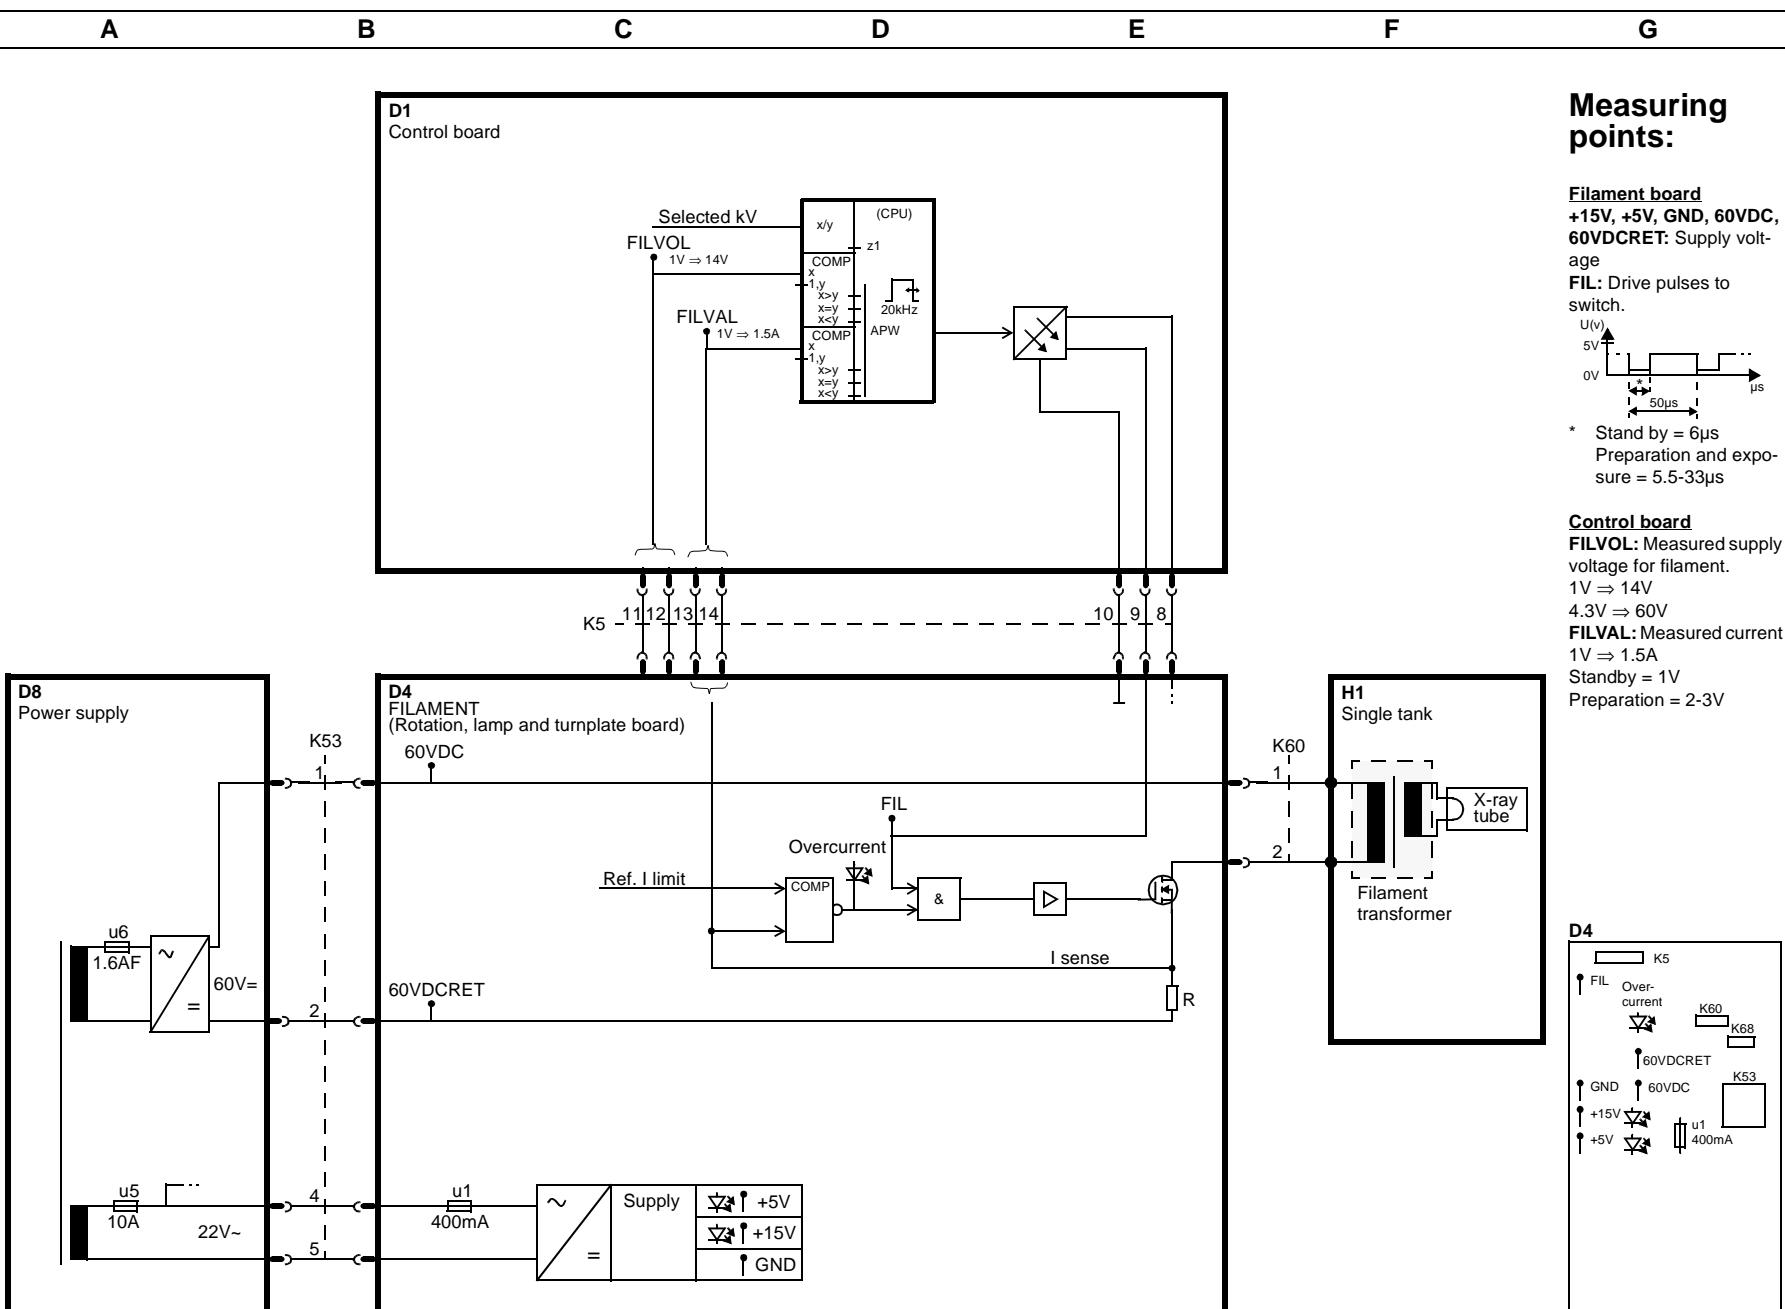 A B C D E F G
D1
Control board
Selected kV
FILVOL
1V ⇒ 14V
FILVAL
1V ⇒ 1.5A
x/y
(CPU)
z1
COMP
x
1,y
x>y
x=y
x<y
20kHz
APW
COMP
x
1,y
x>y
x=y
x<y
K5 11 12 13 14 10 9 8
D8
Power supply
u6
1.6AF
~
=
60V=
u5
10A
22V~
K53
1
2
4
5
D4
FILAMENT
(Rotation, lamp and turnplate board)
60VDC
FIL
Overcurrent
Ref. I limit
COMP
&
I sense
60VDCRET
R
u1
400mA
~
=
Supply
+5V
+15V
GND
K60
1
2
H1
Single tank
X-ray
tube
Filament
transformer
Measuring
points:
Filament board
+15V, +5V, GND, 60VDC,
60VDCRET: Supply volt-
age
FIL: Drive pulses to
switch.
U(v)
5V
0V
*
µs
50µs
* Stand by = 6µs
Preparation and expo-
sure = 5.5-33µs
Control board
FILVOL: Measured supply
voltage for filament.
1V ⇒ 14V
4.3V ⇒ 60V
FILVAL: Measured current
1V ⇒ 1.5A
Standby = 1V
Preparation = 2-3V
D4
K5
FIL
Over-
current
K60
K68
60VDCRET
GND
60VDC
K53
+15V
+5V
u1
400mA